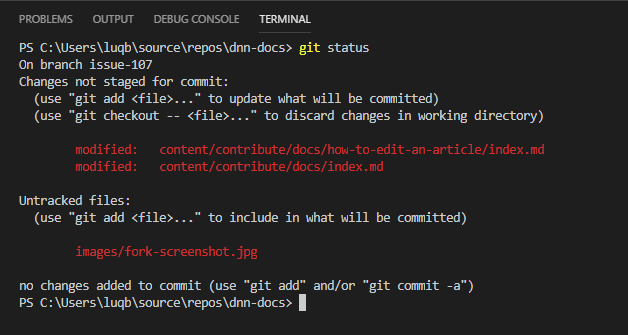 PROBLEMS OUTPUT DEBUG CONSOLE TERMINAL
PS C:\Users\luqb\source\repos\dnn-docs> git status
On branch issue-107
Changes not staged for commit:
  (use "git add <file>..." to update what will be committed)
  (use "git checkout -- <file>..." to discard changes in working directory)
        modified:   content/contribute/docs/how-to-edit-an-article/index.md
        modified:   content/contribute/docs/index.md
Untracked files:
  (use "git add <file>..." to include in what will be committed)
        images/fork-screenshot.jpg
no changes added to commit (use "git add" and/or "git commit -a")
PS C:\Users\luqb\source\repos\dnn-docs>